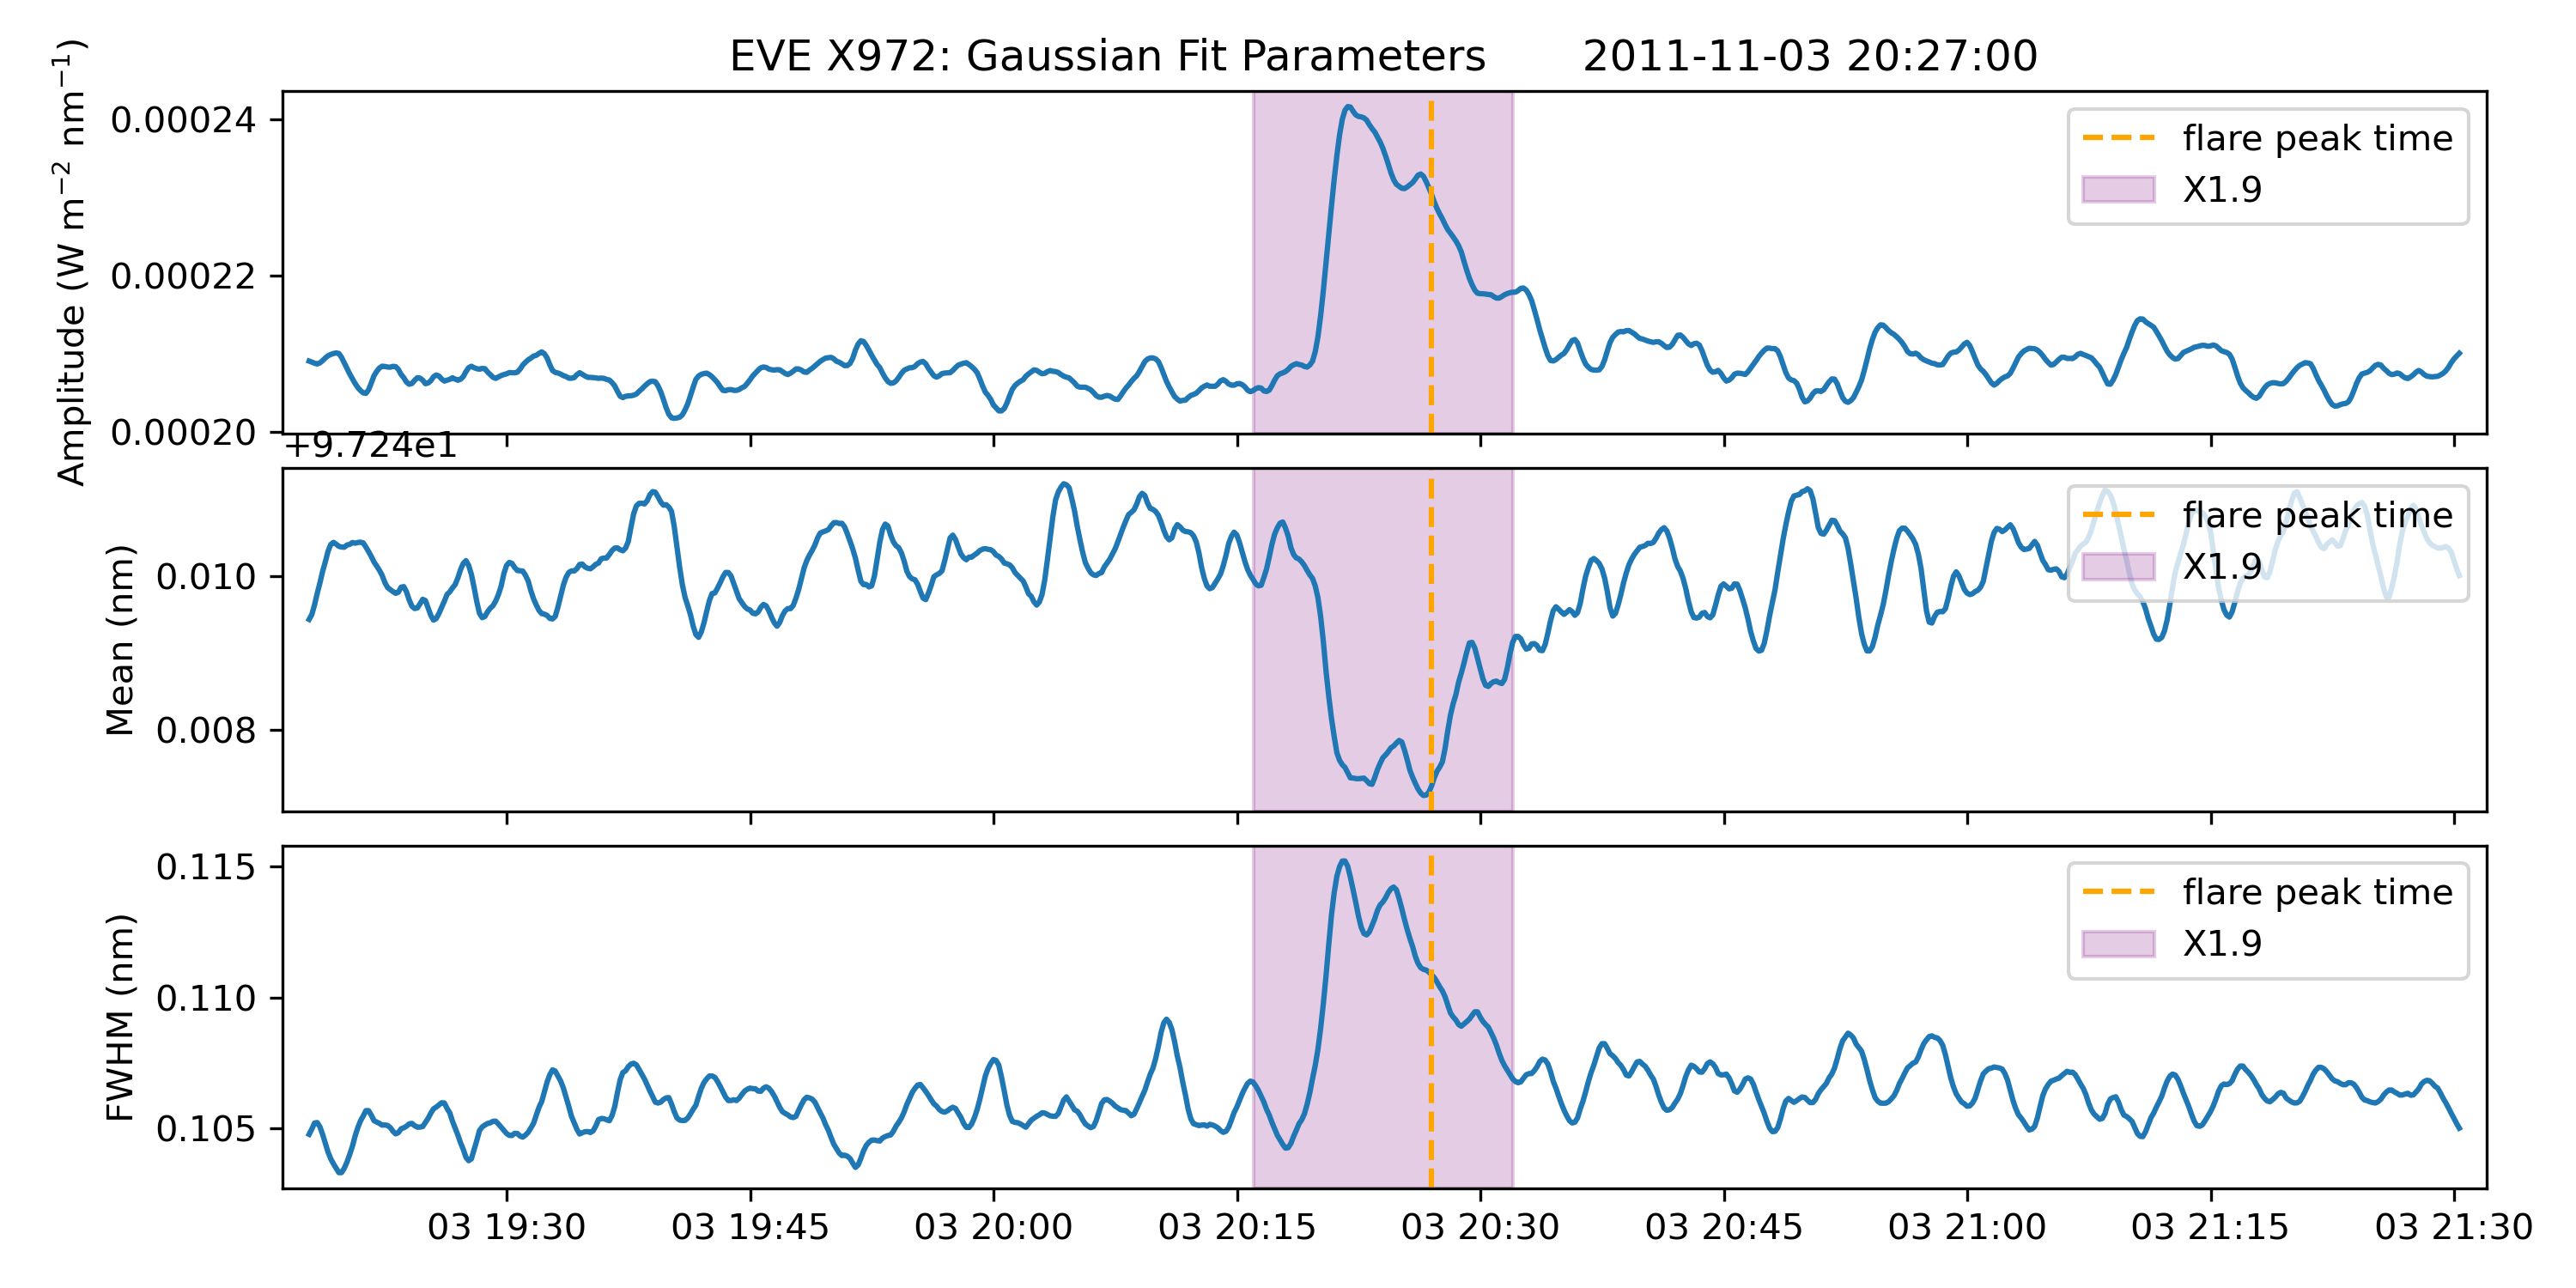 EVE X972: Gaussian Fit Parameters 2011-11-03 20:27:00
Amplitude (W m⁻² nm⁻¹)
0.00024
0.00022
0.00020
flare peak time
X1.9
+9.724e1
Mean (nm)
0.010
0.008
flare peak time
X1.9
FWHM (nm)
0.115
0.110
0.105
flare peak time
X1.9
03 19:30 03 19:45 03 20:00 03 20:15 03 20:30 03 20:45 03 21:00 03 21:15 03 21:30